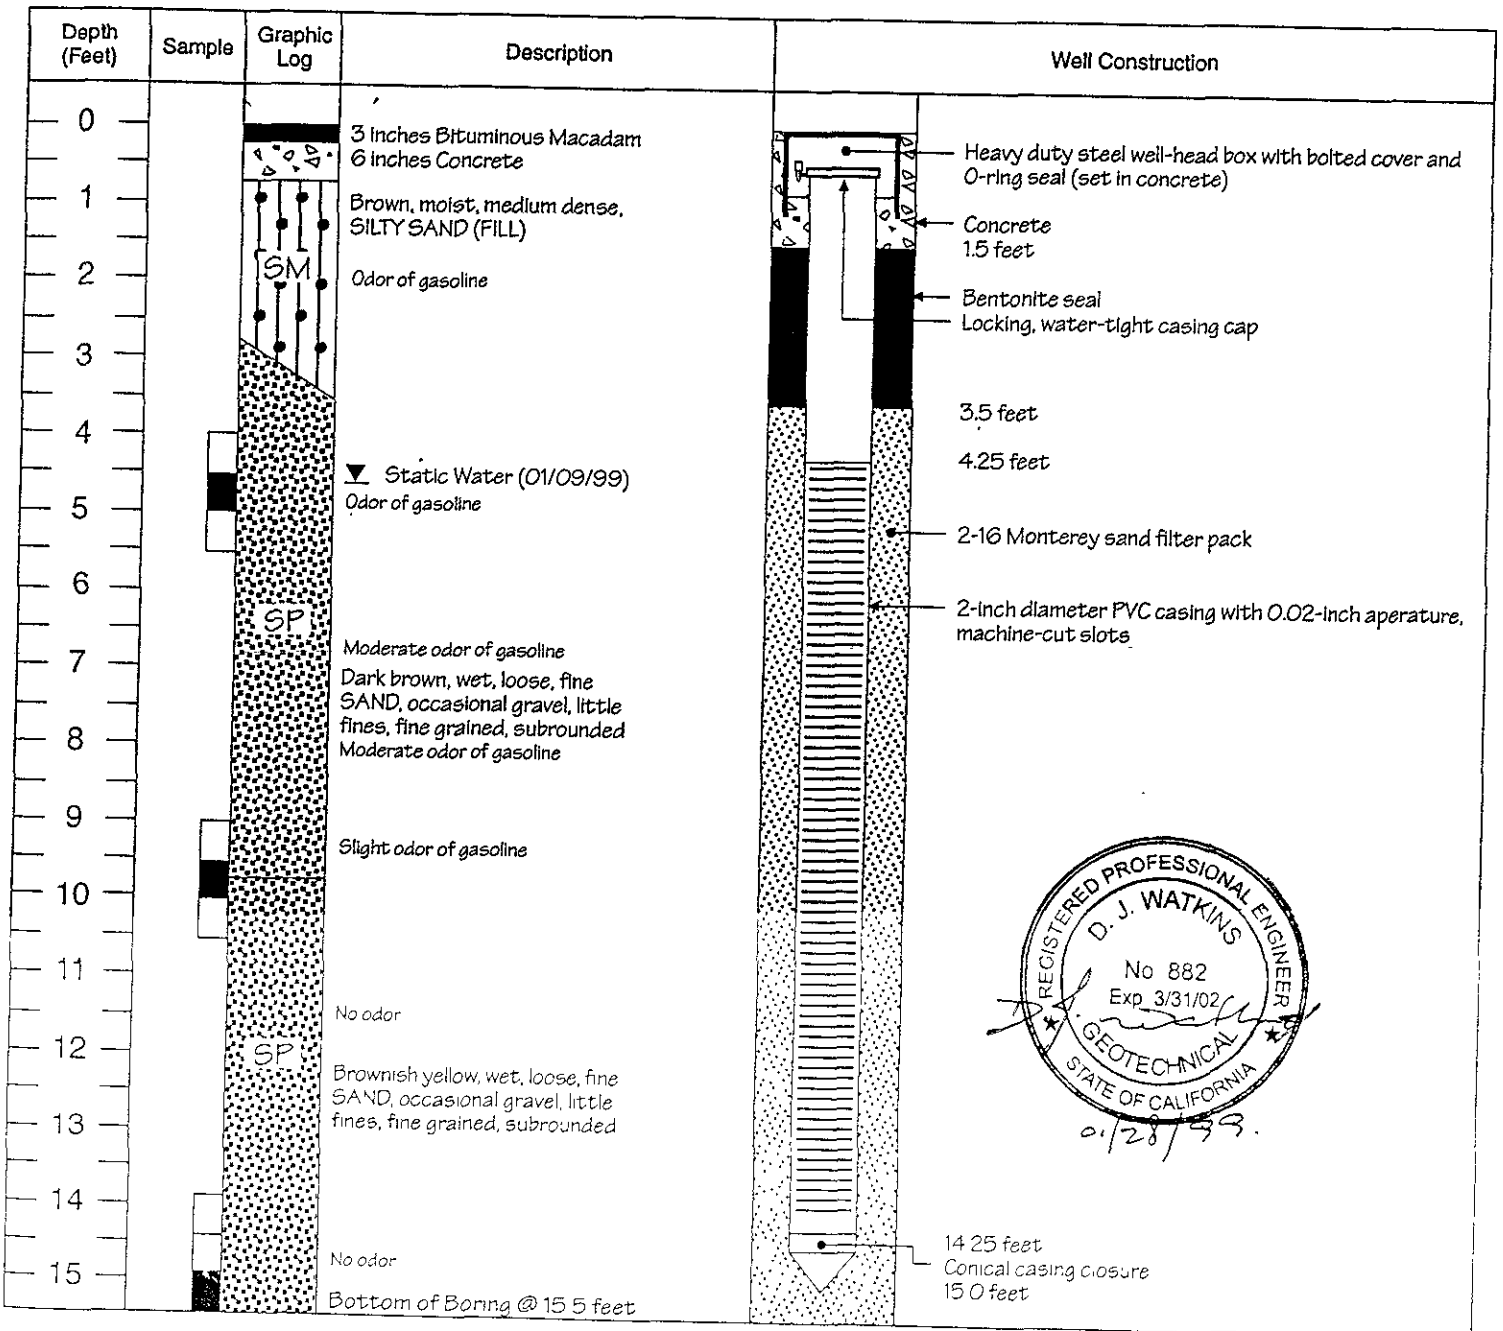 Depth
(Feet)
Sample
Graphic
Log
Description
Well Construction
0
1
2
3
4
5
6
7
8
9
10
11
12
13
14
15
SM
SP
SP
3 inches Bituminous Macadam
6 inches Concrete
Brown, moist, medium dense,
SILTY SAND (FILL)
Odor of gasoline
Static Water (01/09/99)
Odor of gasoline
Moderate odor of gasoline
Dark brown, wet, loose, fine
SAND, occasional gravel, little
fines, fine grained, subrounded
Moderate odor of gasoline
Slight odor of gasoline
No odor
Brownish yellow, wet, loose, fine
SAND, occasional gravel, little
fines, fine grained, subrounded
No odor
Bottom of Boring @ 15 5 feet
Heavy duty steel well-head box with bolted cover and
O-ring seal (set in concrete)
Concrete
1.5 feet
Bentonite seal
Locking, water-tight casing cap
3.5 feet
4.25 feet
2-16 Monterey sand filter pack
2-inch diameter PVC casing with 0.02-inch aperature,
machine-cut slots
14 25 feet
Conical casing closure
15 0 feet
REGISTERED PROFESSIONAL ENGINEER
D. J. WATKINS
No 882
Exp 3/31/02
GEOTECHNICAL
STATE OF CALIFORNIA
01/28/99.